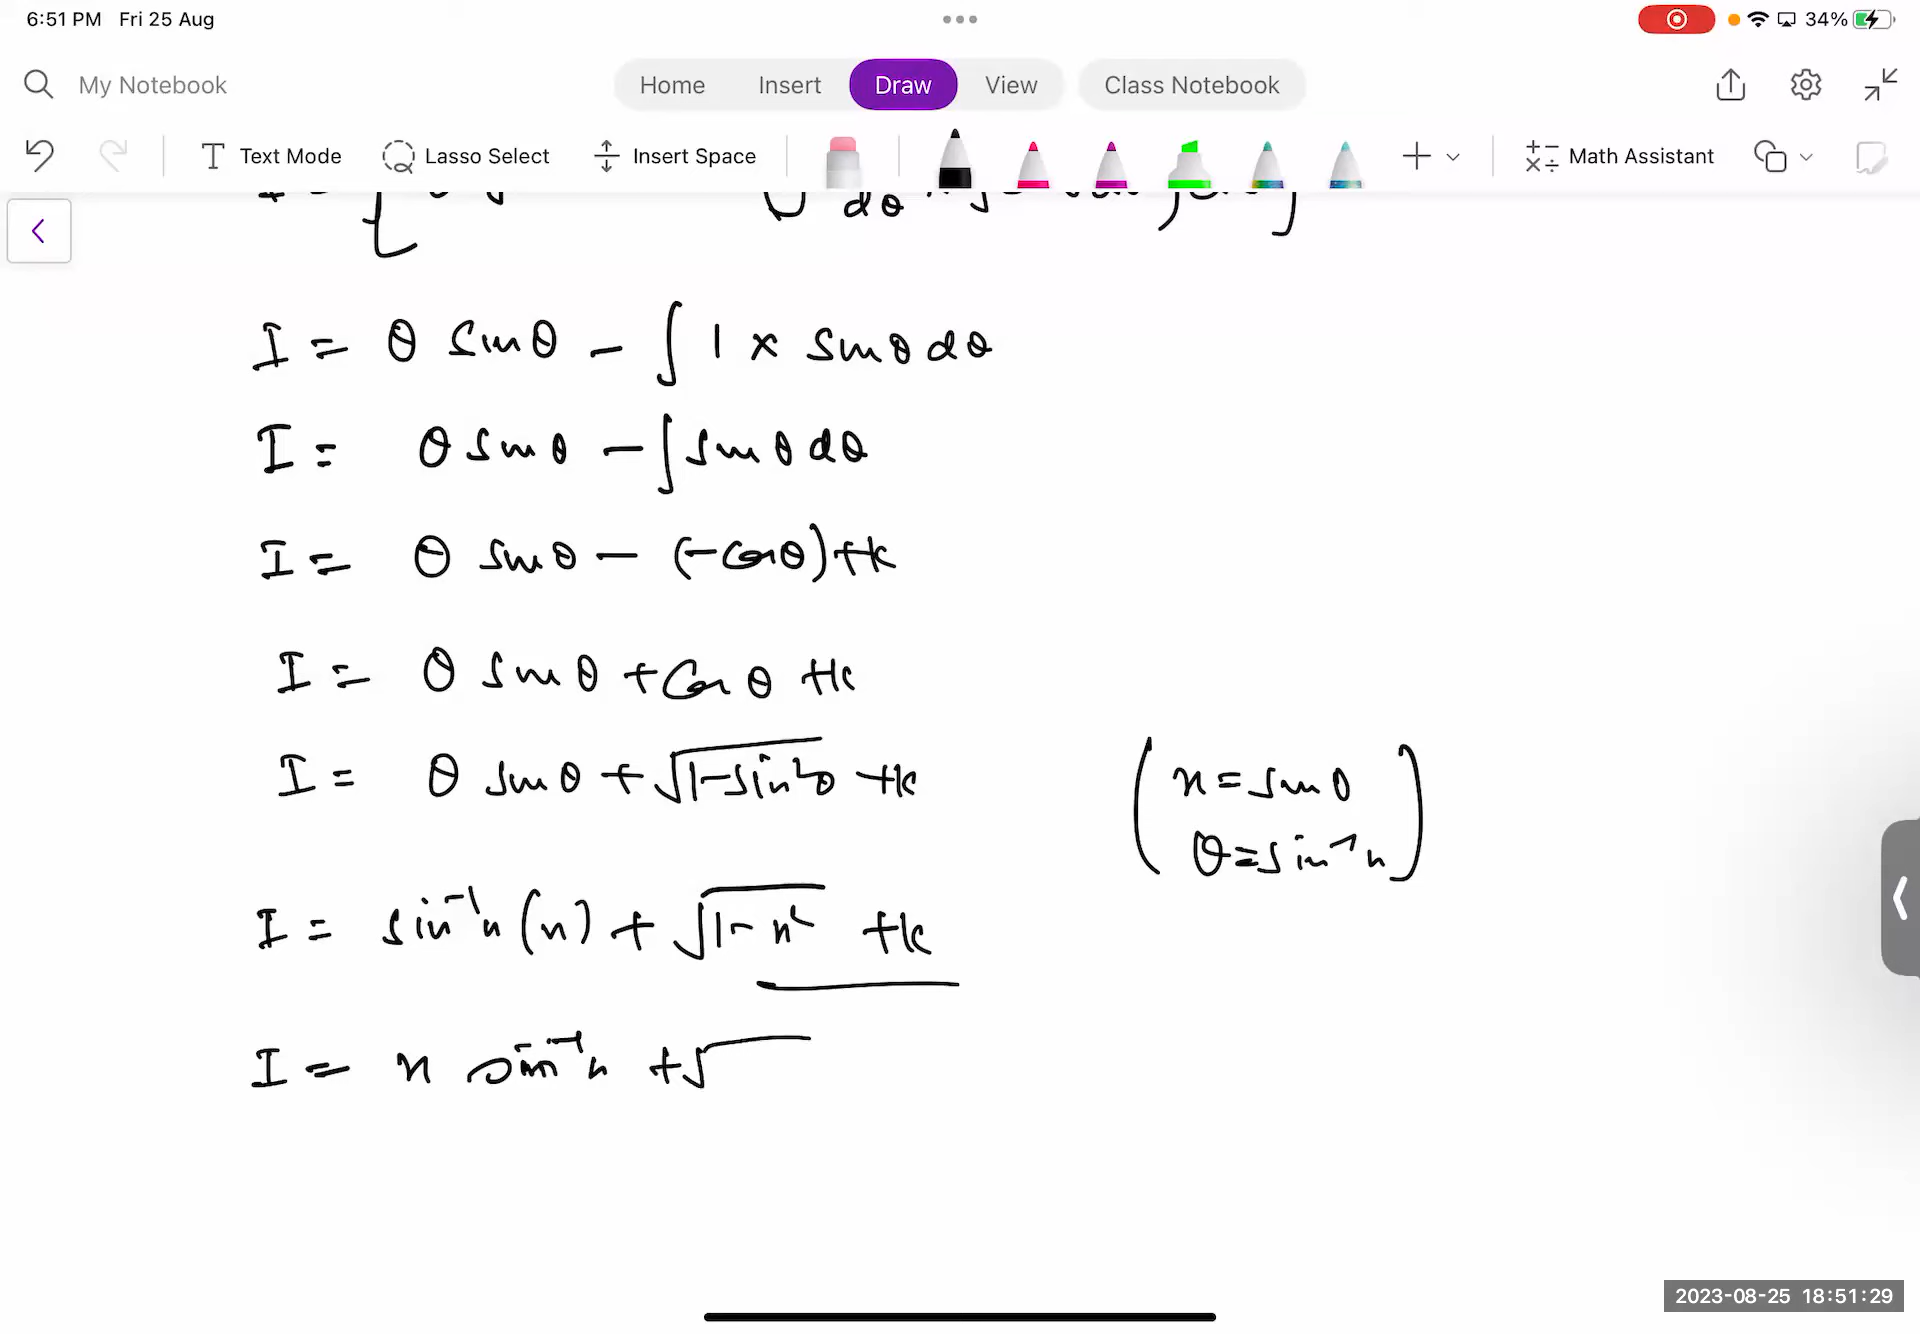 6:51 PM Fri 25 Aug
34%
My Notebook
Home Insert Draw View Class Notebook
Text Mode Lasso Select Insert Space Math Assistant
dθ
I = θ sinθ - ∫ 1 x sinθ dθ
I = θ sinθ - ∫ sinθ dθ
I = θ sinθ - (-cosθ) + k
I = θ sinθ + cosθ + k
I = θ sinθ + √(1-sin²θ) + k
(x = sinθ
θ = sin⁻¹x)
I = sin⁻¹x (x) + √(1-x²) + k
I = x sin⁻¹x + √
2023-08-25 18:51:29